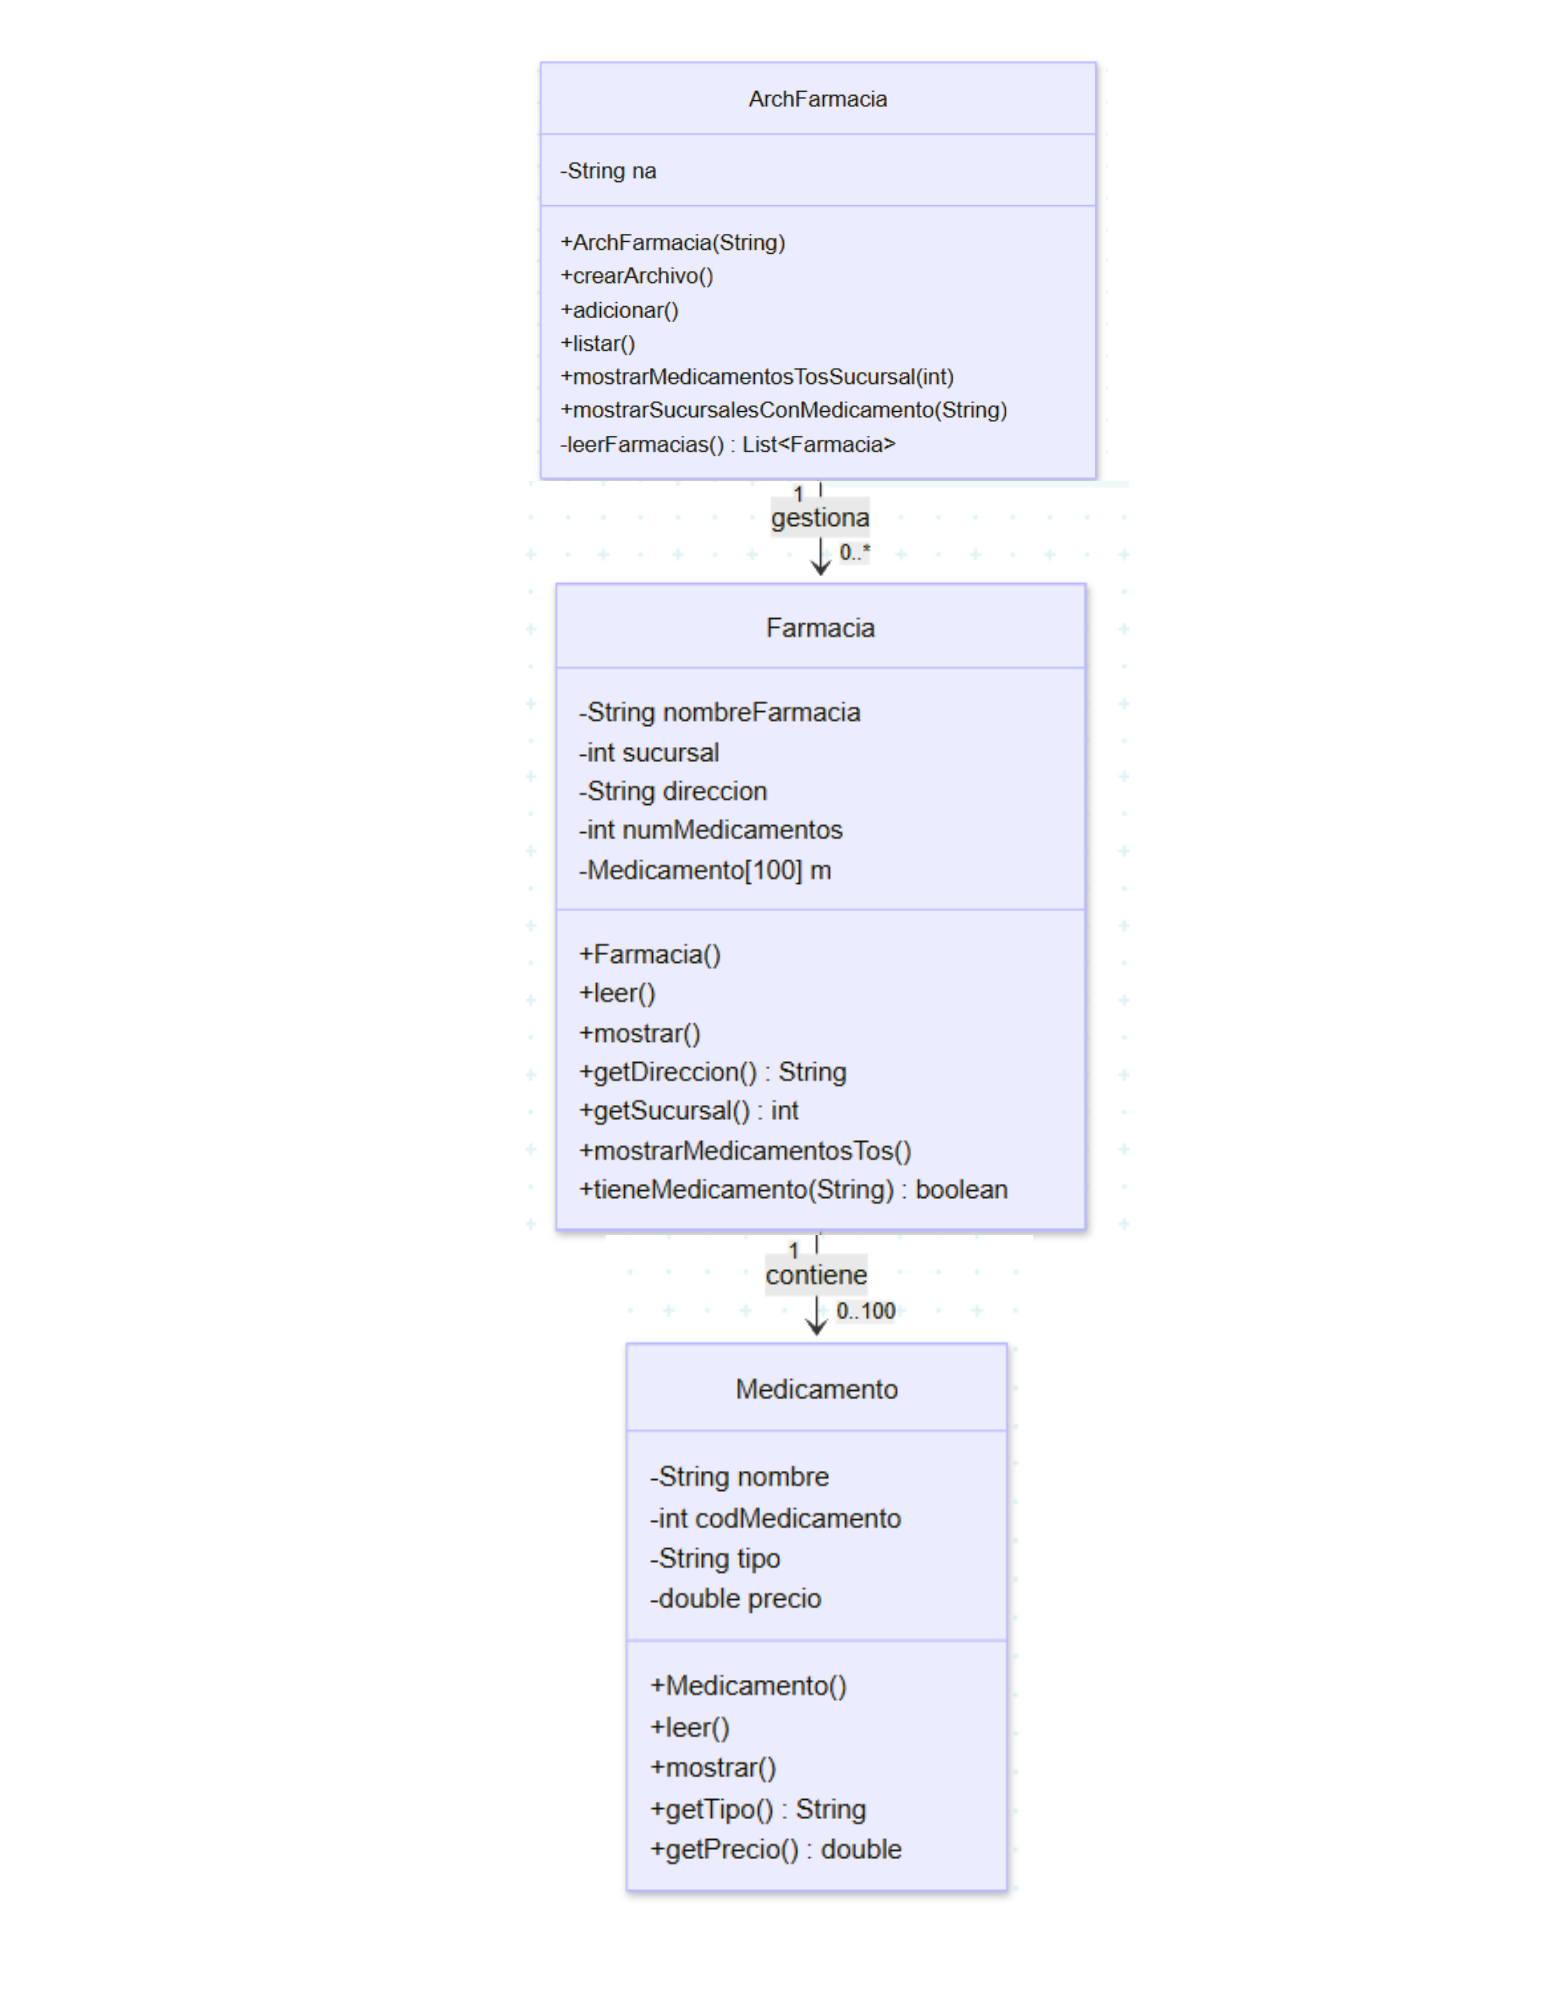 ArchFarmacia
-String na
+ArchFarmacia(String)
+crearArchivo()
+adicionar()
+listar()
+mostrarMedicamentosTosSucursal(int)
+mostrarSucursalesConMedicamento(String)
-leerFarmacias() : List<Farmacia>
1
gestiona
0..*
Farmacia
-String nombreFarmacia
-int sucursal
-String direccion
-int numMedicamentos
-Medicamento[100] m
+Farmacia()
+leer()
+mostrar()
+getDireccion() : String
+getSucursal() : int
+mostrarMedicamentosTos()
+tieneMedicamento(String) : boolean
1
contiene
0..100
Medicamento
-String nombre
-int codMedicamento
-String tipo
-double precio
+Medicamento()
+leer()
+mostrar()
+getTipo() : String
+getPrecio() : double